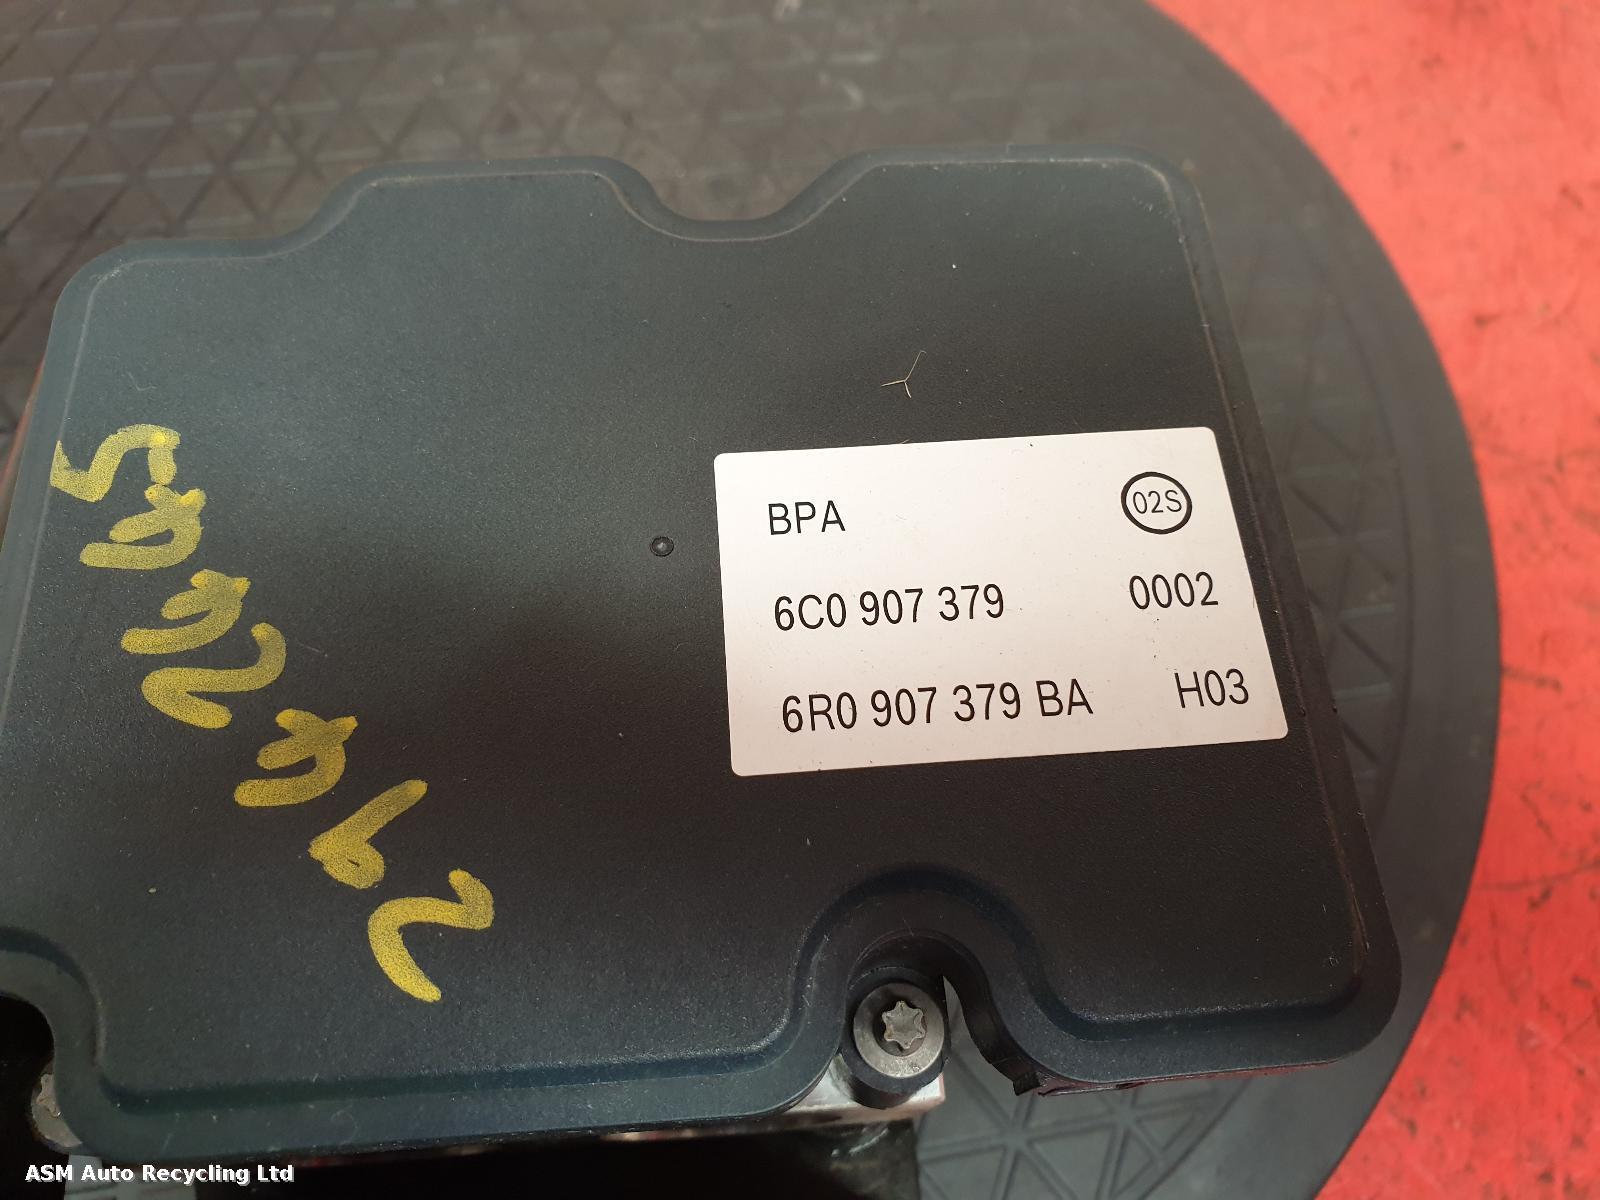 BPA 02S
6C0 907 379 0002
6R0 907 379 BA H03
ASM Auto Recycling Ltd